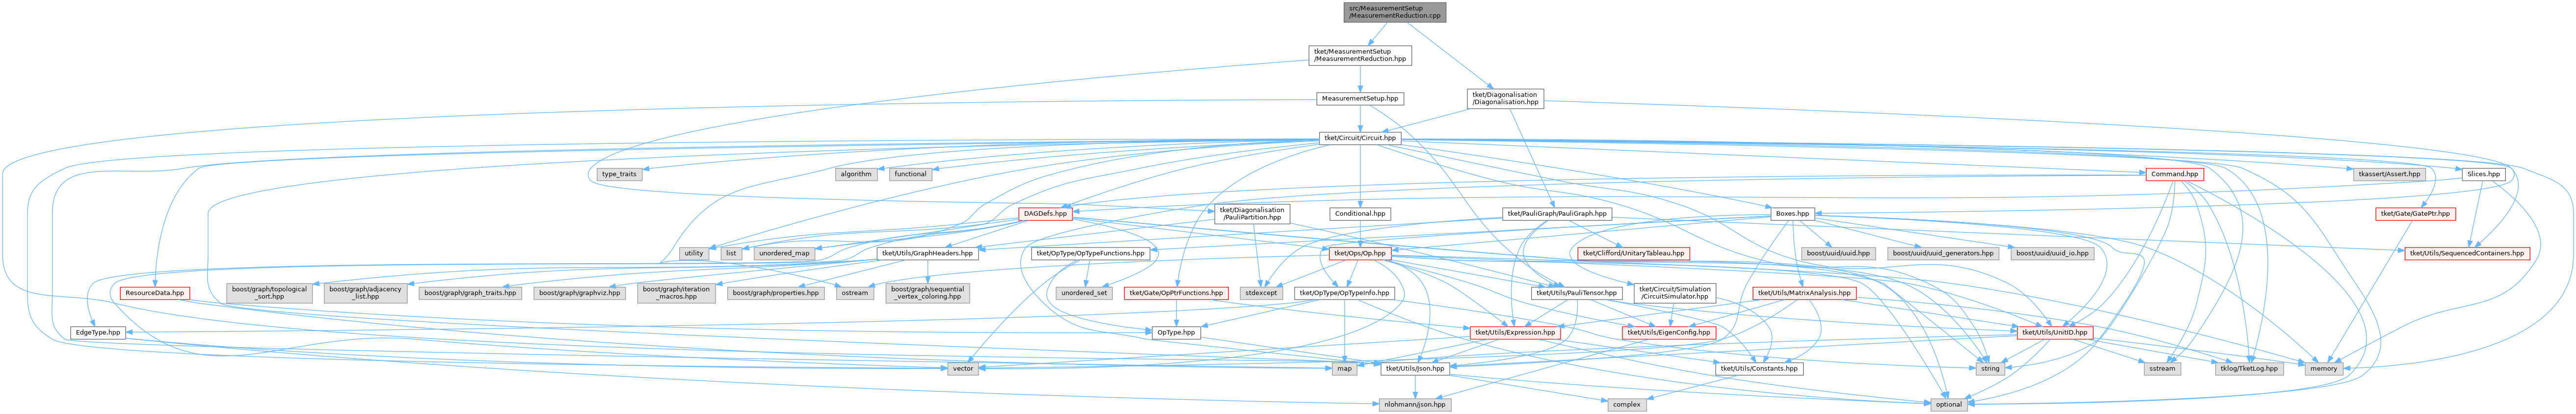 src/MeasurementSetup
/MeasurementReduction.cpp
tket/MeasurementSetup
/MeasurementReduction.hpp
MeasurementSetup.hpp
tket/Diagonalisation
/Diagonalisation.hpp
tket/Circuit/Circuit.hpp
type_traits
algorithm
functional
Command.hpp
tkassert/Assert.hpp
Slices.hpp
DAGDefs.hpp
tket/Diagonalisation
/PauliPartition.hpp
Conditional.hpp
tket/PauliGraph/PauliGraph.hpp
Boxes.hpp
tket/Gate/GatePtr.hpp
utility
list
unordered_map
tket/Utils/GraphHeaders.hpp
tket/OpType/OpTypeFunctions.hpp
tket/Ops/Op.hpp
tket/Clifford/UnitaryTableau.hpp
boost/uuid/uuid.hpp
boost/uuid/uuid_generators.hpp
boost/uuid/uuid_io.hpp
tket/Utils/SequencedContainers.hpp
ResourceData.hpp
boost/graph/topological
_sort.hpp
boost/graph/adjacency
_list.hpp
boost/graph/graph_traits.hpp
boost/graph/graphviz.hpp
boost/graph/iteration
_macros.hpp
boost/graph/properties.hpp
ostream
boost/graph/sequential
_vertex_coloring.hpp
unordered_set
tket/Gate/OpPtrFunctions.hpp
stdexcept
tket/OpType/OpTypeInfo.hpp
tket/Utils/PauliTensor.hpp
tket/Circuit/Simulation
/CircuitSimulator.hpp
tket/Utils/MatrixAnalysis.hpp
EdgeType.hpp
OpType.hpp
tket/Utils/Expression.hpp
tket/Utils/EigenConfig.hpp
tket/Utils/UnitID.hpp
vector
map
tket/Utils/Json.hpp
tket/Utils/Constants.hpp
string
sstream
tklog/TketLog.hpp
memory
nlohmann/json.hpp
complex
optional